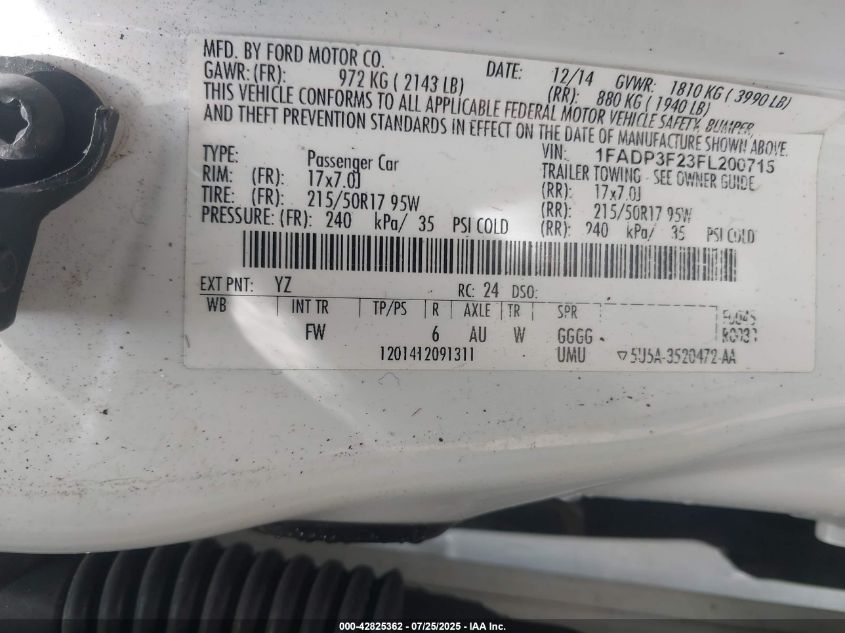 MFD. BY FORD MOTOR CO. DATE: 12/14 GVWR: 1810 KG ( 3990 LB)
GAWR: (FR): 972 KG ( 2143 LB) (RR): 880 KG ( 1940 LB)
THIS VEHICLE CONFORMS TO ALL APPLICABLE FEDERAL MOTOR VEHICLE SAFETY, BUMPER,
AND THEFT PREVENTION STANDARDS IN EFFECT ON THE DATE OF MANUFACTURE SHOWN ABOVE.
VIN: 1FADP3F23FL200715
TYPE: Passenger Car TRAILER TOWING - SEE OWNER GUIDE
RIM: (FR): 17x7.0J (RR): 17x7.0J
TIRE: (FR): 215/50R17 95W (RR): 215/50R17 95W
PRESSURE: (FR): 240 kPa/ 35 PSI COLD (RR): 240 kPa/ 35 PSI COLD
EXT PNT: YZ RC: 24 DSO:
WB INT TR TP/PS R AXLE TR SPR
FW 6 AU W GGGG
1201412091311 UMU ▽ 5U5A-3520472-AA
000-42825362 - 07/25/2025 - IAA Inc.